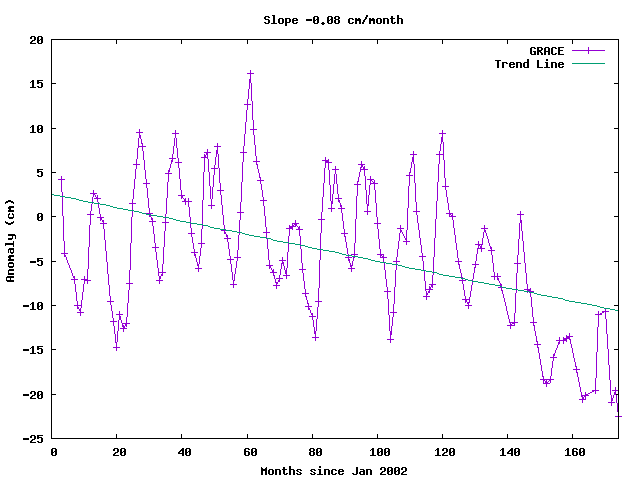 Slope -0.08 cm/month
GRACE
Trend Line
20
15
10
5
0
-5
-10
-15
-20
-25
Anomaly (cm)
0 20 40 60 80 100 120 140 160
Months since Jan 2002